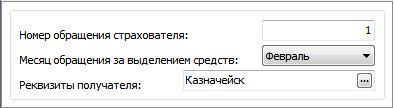 Номер обращения страхователя: 1
Месяц обращения за выделением средств: Февраль
Реквизиты получателя: Казначейск ...